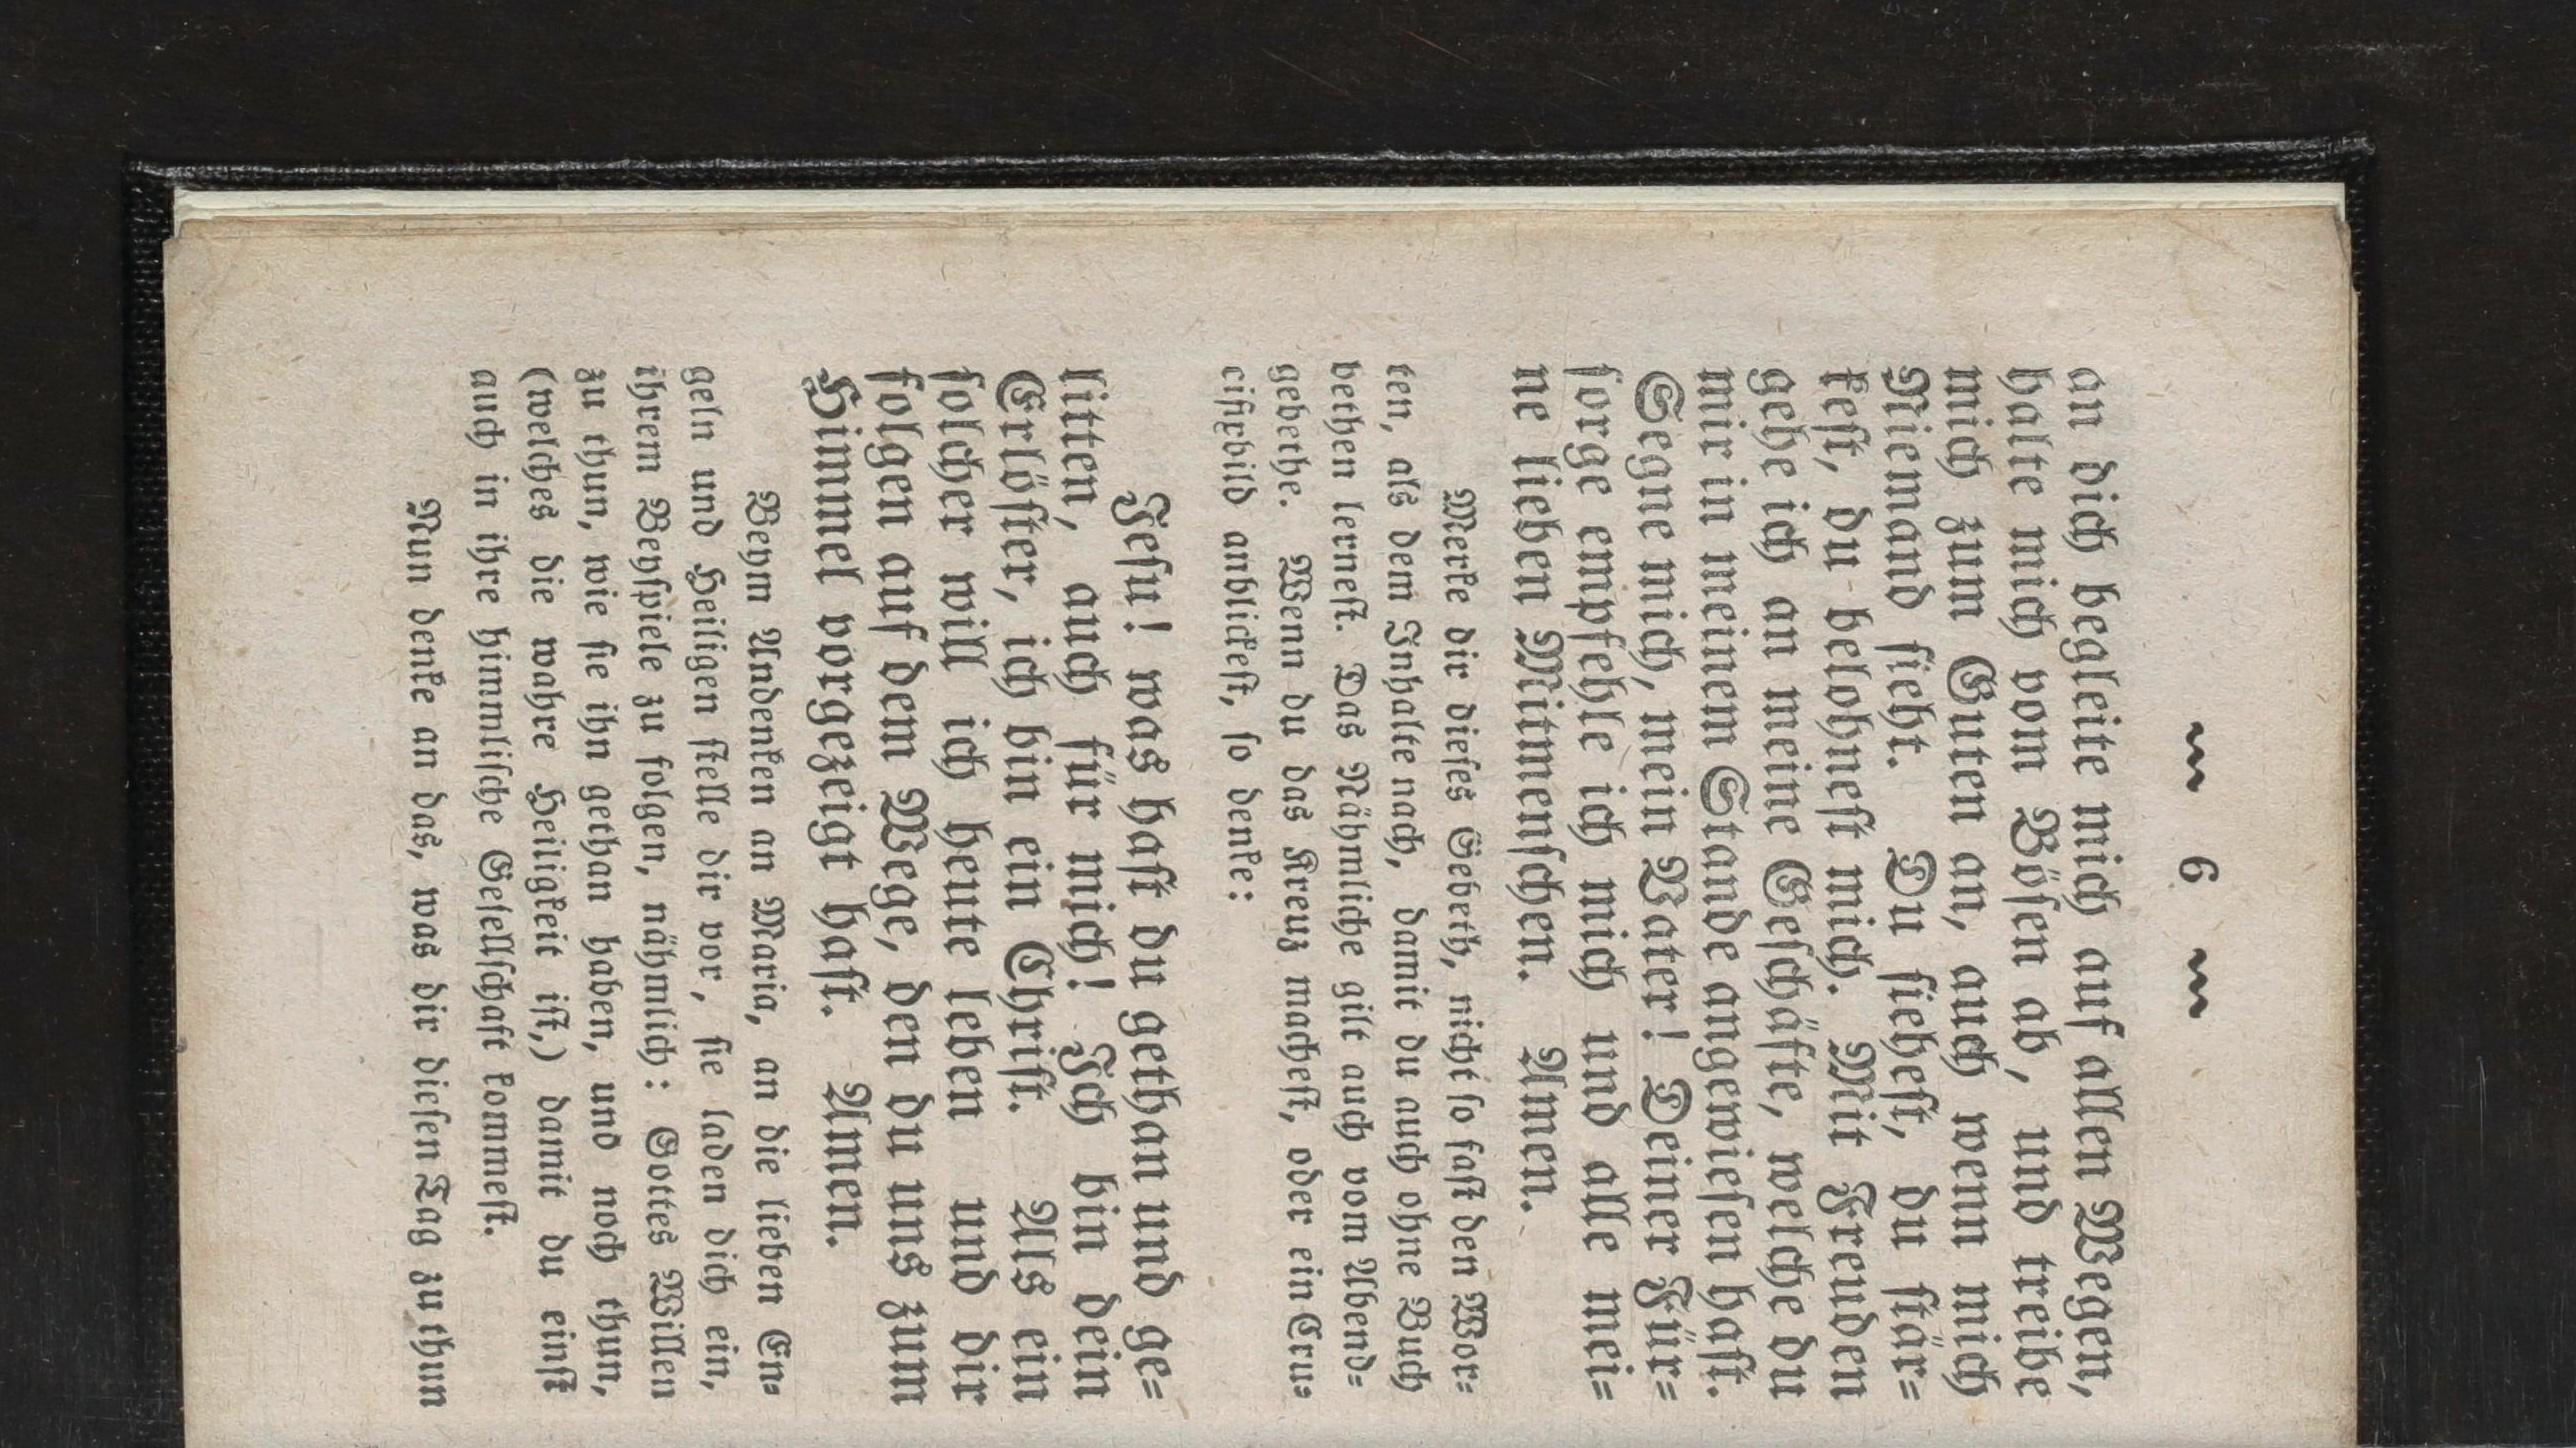 ~ 6 ~
an dich begleite mich auf allen Wegen,
halte mich vom Bösen ab, und treibe
mich zum Guten an, auch wenn mich
Niemand sieht. Du siehest, du stär=
kest, du belohnest mich. Mit Freuden
gehe ich an meine Geschäfte, welche du
mir in meinem Stande angewiesen hast.
Segne mich, mein Vater! Deiner Für=
sorge empfehle ich mich und alle mei=
ne lieben Mitmenschen. Amen.
Merke dir dieses Gebeth, nicht so fast den Wor=
ten, als dem Inhalte nach, damit du auch ohne Buch
bethen lernest. Das Nähmliche gilt auch vom Abend=
gebethe. Wenn du das Kreuz machest, oder ein Cru=
cifixbild anblickest, so denke:
Jesu! was hast du gethan und ge=
litten, auch für mich! Ich bin dein
Erlöster, ich bin ein Christ. Als ein
solcher will ich heute leben und dir
folgen auf dem Wege, den du uns zum
Himmel vorgezeigt hast. Amen.
Beym Andenken an Maria, an die lieben En=
geln und Heiligen stelle dir vor, sie laden dich ein,
ihrem Beyspiele zu folgen, nähmlich: Gottes Willen
zu thun, wie sie ihn gethan haben, und noch thun,
(welches die wahre Heiligkeit ist,) damit du einst
auch in ihre himmlische Gesellschaft kommest.
Nun denke an das, was dir diesen Tag zu thun